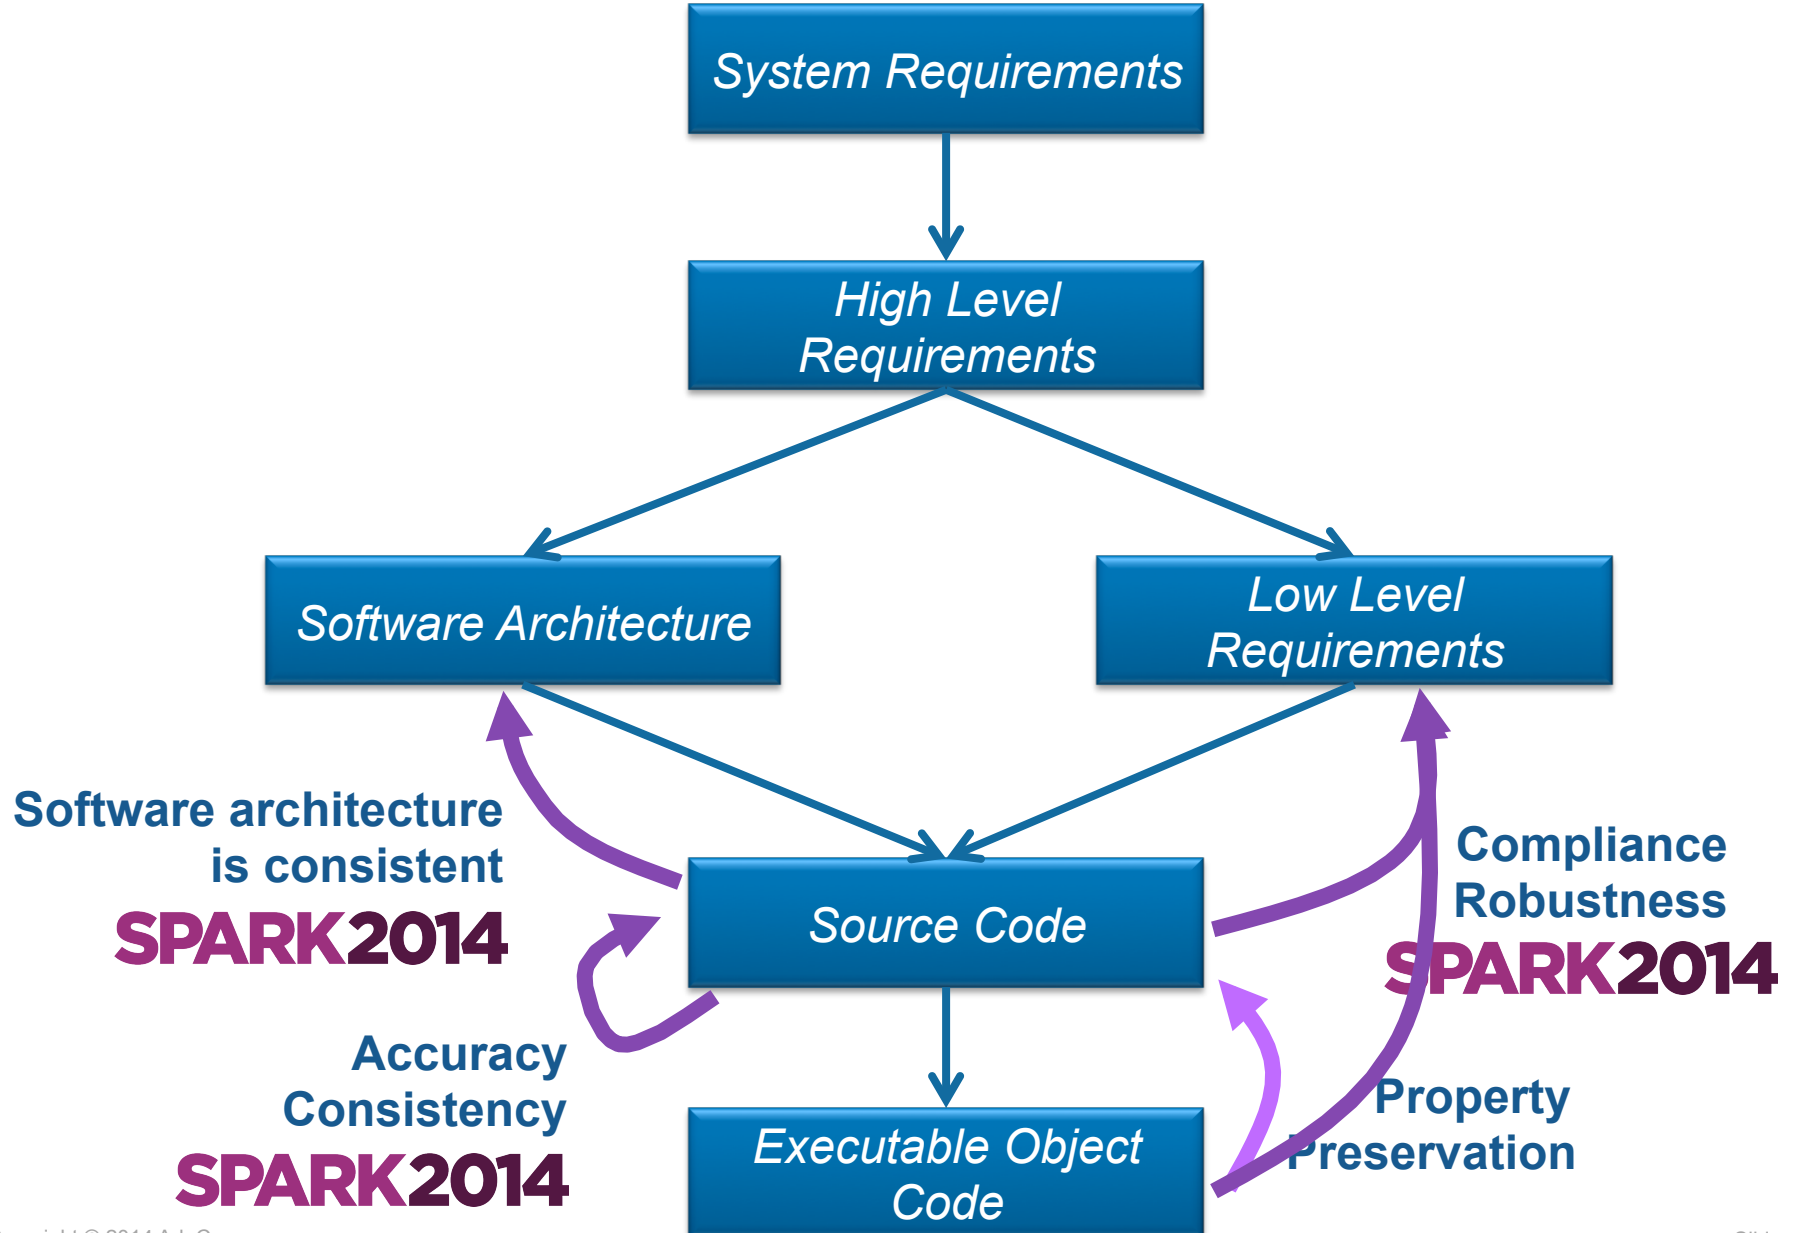 System Requirements
High Level
Requirements
Software Architecture
Low Level
Requirements
Software architecture
is consistent
SPARK2014
Compliance
Robustness
SPARK2014
Source Code
Accuracy
Consistency
SPARK2014
Property
Preservation
Executable Object
Code